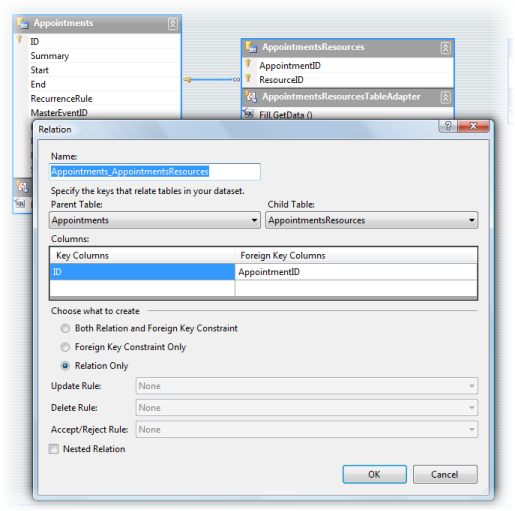 Appointments
ID
Summary
Start
End
RecurrenceRule
MasterEventID
AppointmentsResources
AppointmentID
ResourceID
AppointmentsResourcesTableAdapter
SQL Fill,GetData ()
Relation
Name:
Appointments_AppointmentsResources
Specify the keys that relate tables in your dataset.
Parent Table: Child Table:
Appointments AppointmentsResources
Columns:
Key Columns Foreign Key Columns
ID AppointmentID
Choose what to create
Both Relation and Foreign Key Constraint
Foreign Key Constraint Only
Relation Only
Update Rule: None
Delete Rule: None
Accept/Reject Rule: None
Nested Relation
OK Cancel